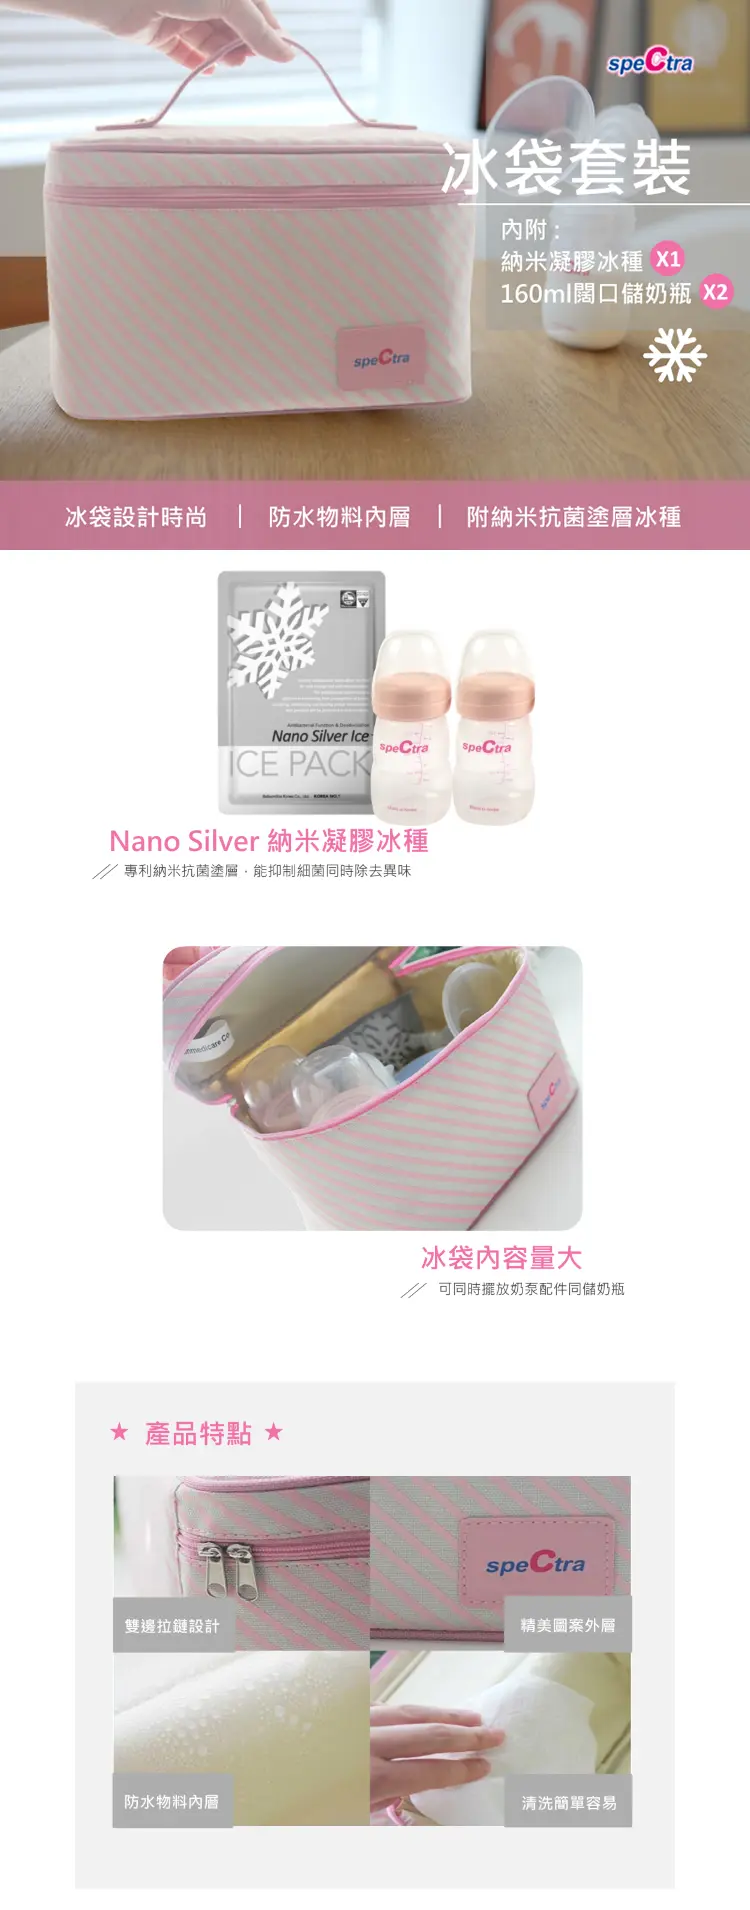 speCtra
冰袋套裝
內附 :
納米凝膠冰種 X1
160ml闊口儲奶瓶 X2
speCtra
冰袋設計時尚 | 防水物料內層 | 附納米抗菌塗層冰種
Antibacterial Function & Deodorization
Nano Silver Ice
ICE PACK
speCtra
speCtra
Nano Silver 納米凝膠冰種
專利納米抗菌塗層，能抑制細菌同時除去異味
冰袋內容量大
可同時擺放奶泵配件同儲奶瓶
★ 產品特點 ★
speCtra
雙邊拉鏈設計
精美圖案外層
防水物料內層
清洗簡單容易